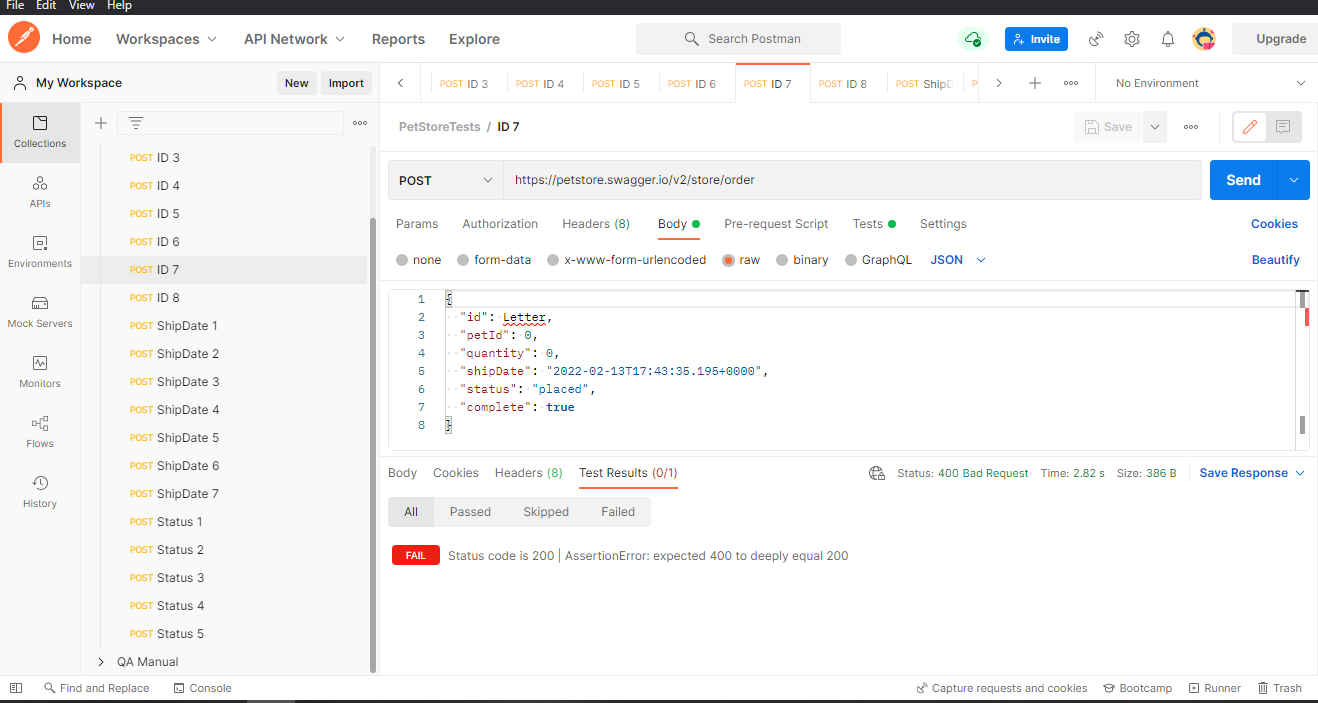 File Edit View Help
Home Workspaces API Network Reports Explore Search Postman Invite Upgrade
My Workspace New Import POST ID 3 POST ID 4 POST ID 5 POST ID 6 POST ID 7 POST ID 8 POST ShipD P No Environment
Collections
APIs
Environments
Mock Servers
Monitors
Flows
History
POST ID 3
POST ID 4
POST ID 5
POST ID 6
POST ID 7
POST ID 8
POST ShipDate 1
POST ShipDate 2
POST ShipDate 3
POST ShipDate 4
POST ShipDate 5
POST ShipDate 6
POST ShipDate 7
POST Status 1
POST Status 2
POST Status 3
POST Status 4
POST Status 5
QA Manual
PetStoreTests / ID 7 Save
POST https://petstore.swagger.io/v2/store/order Send
Params Authorization Headers (8) Body Pre-request Script Tests Settings Cookies
none form-data x-www-form-urlencoded raw binary GraphQL JSON Beautify
1 {
2 "id": Letter,
3 "petId": 0,
4 "quantity": 0,
5 "shipDate": "2022-02-13T17:43:35.195+0000",
6 "status": "placed",
7 "complete": true
8 }
Body Cookies Headers (8) Test Results (0/1) Status: 400 Bad Request Time: 2.82 s Size: 386 B Save Response
All Passed Skipped Failed
FAIL Status code is 200 | AssertionError: expected 400 to deeply equal 200
Find and Replace Console Capture requests and cookies Bootcamp Runner Trash